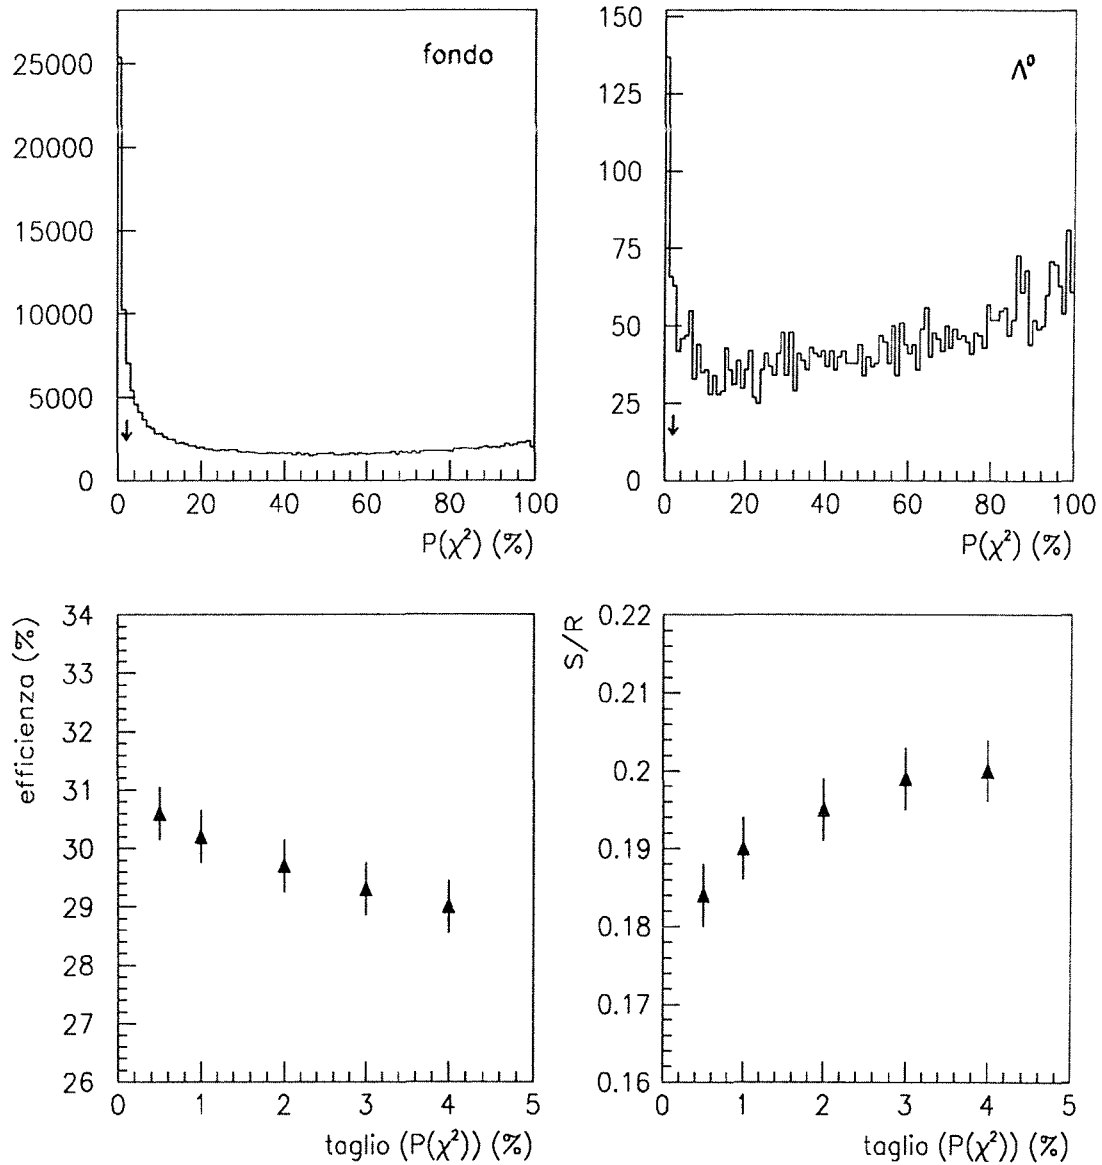 fondo
25000
20000
15000
10000
5000
0
0 20 40 60 80 100
P(χ²) (%)
Λ⁰
150
125
100
75
50
25
0
0 20 40 60 80 100
P(χ²) (%)
efficienza (%)
34
33
32
31
30
29
28
27
26
0 1 2 3 4 5
taglio (P(χ²)) (%)
S/R
0.22
0.21
0.2
0.19
0.18
0.17
0.16
0 1 2 3 4 5
taglio (P(χ²)) (%)